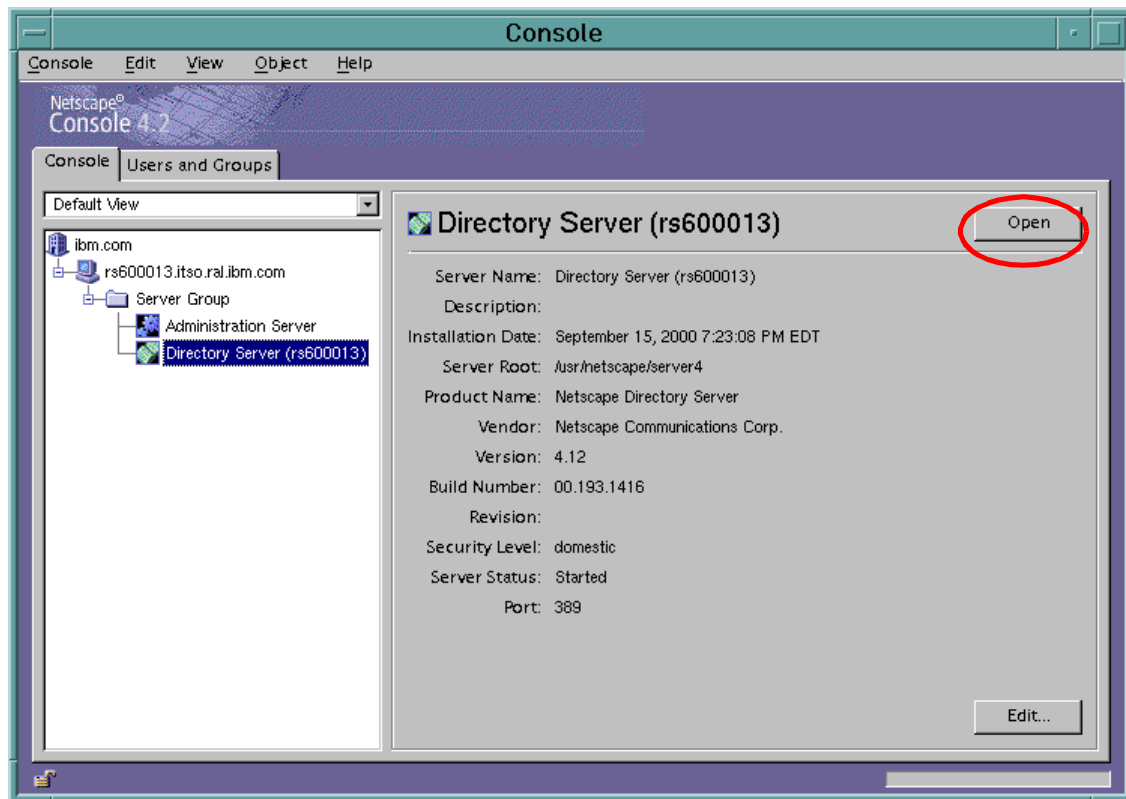 Console
Console Edit View Object Help
Netscape®
Console 4.2
Console Users and Groups
Default View
ibm.com
rs600013.itso.ral.ibm.com
Server Group
Administration Server
Directory Server (rs600013)
Directory Server (rs600013)
Open
Server Name: Directory Server (rs600013)
Description:
Installation Date: September 15, 2000 7:23:08 PM EDT
Server Root: /usr/netscape/server4
Product Name: Netscape Directory Server
Vendor: Netscape Communications Corp.
Version: 4.12
Build Number: 00.193.1416
Revision:
Security Level: domestic
Server Status: Started
Port: 389
Edit...